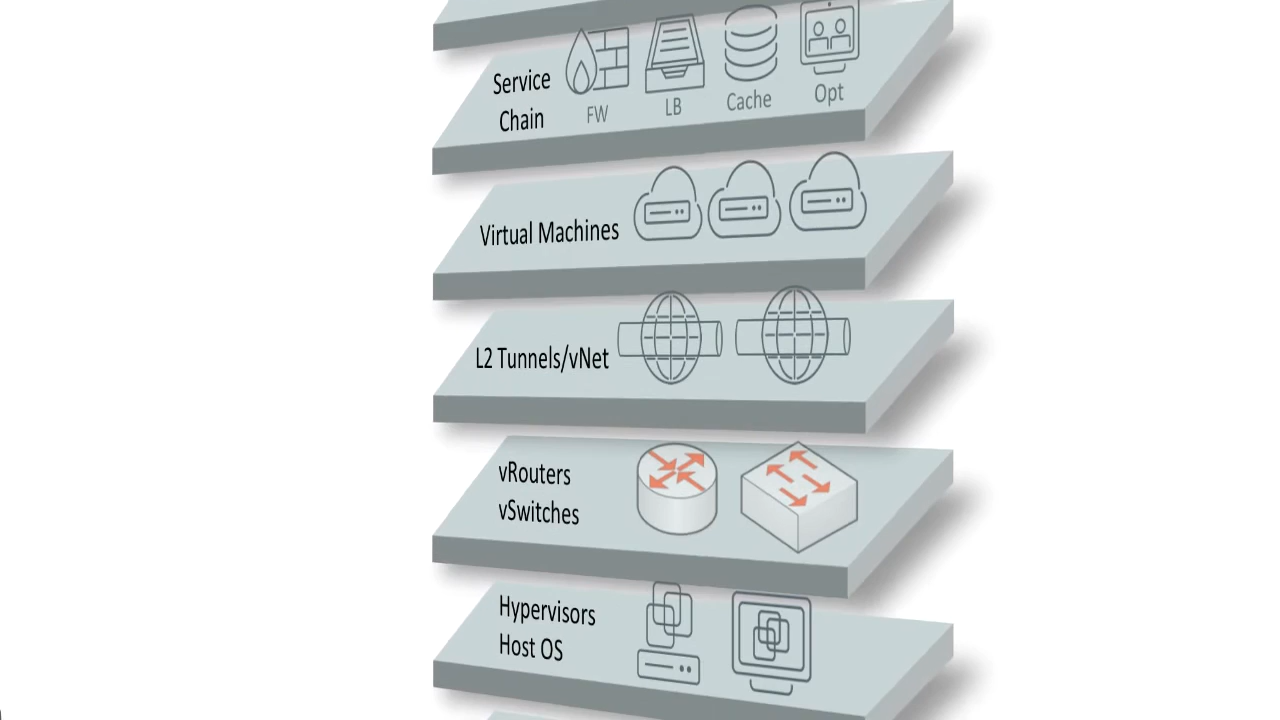 Service
Chain
FW
LB
Cache
Opt
Virtual Machines
L2 Tunnels/vNet
vRouters
vSwitches
Hypervisors
Host OS